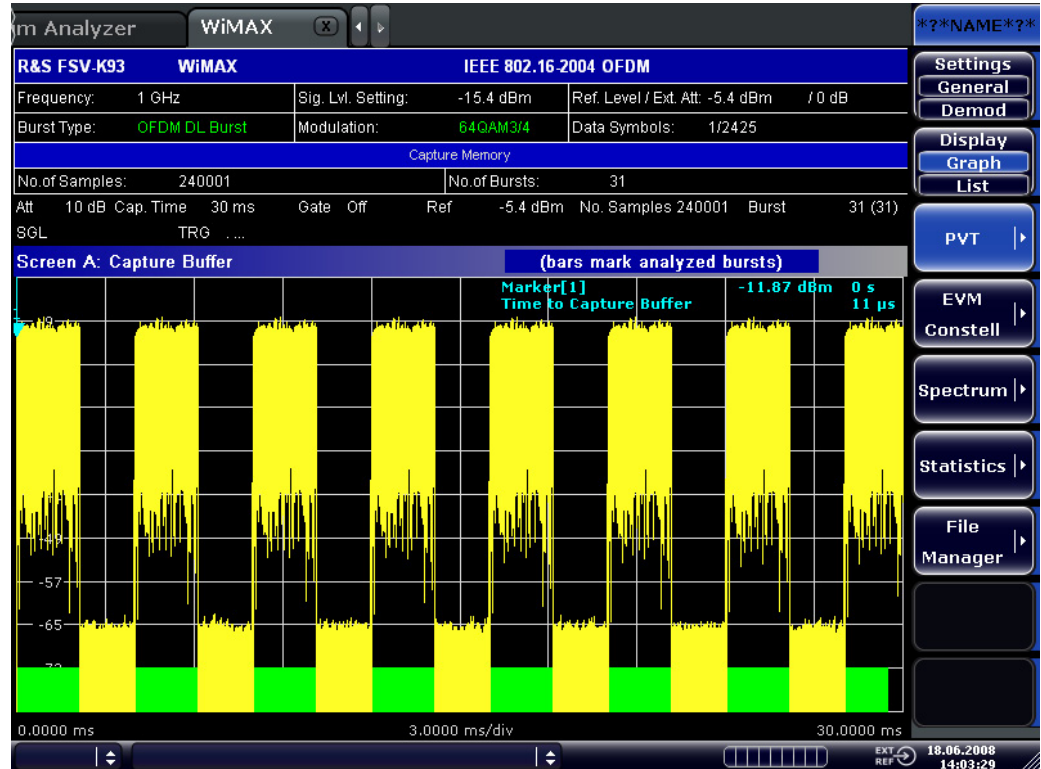 m Analyzer WiMAX X
*?*NAME*?*
R&S FSV-K93 WiMAX IEEE 802.16-2004 OFDM
Frequency: 1 GHz Sig. Lvl. Setting: -15.4 dBm Ref. Level / Ext. Att: -5.4 dBm / 0 dB
Burst Type: OFDM DL Burst Modulation: 64QAM3/4 Data Symbols: 1/2425
Capture Memory
No.of Samples: 240001 No.of Bursts: 31
Att 10 dB Cap. Time 30 ms Gate Off Ref -5.4 dBm No. Samples 240001 Burst 31 (31)
SGL TRG ....
Screen A: Capture Buffer (bars mark analyzed bursts)
Marker[1] -11.87 dBm 0 s
Time to Capture Buffer 11 µs
1
-57
-65
0.0000 ms 3.0000 ms/div 30.0000 ms
Settings
General
Demod
Display
Graph
List
PVT
EVM
Constell
Spectrum
Statistics
File
Manager
EXT
REF
18.06.2008
14:03:29